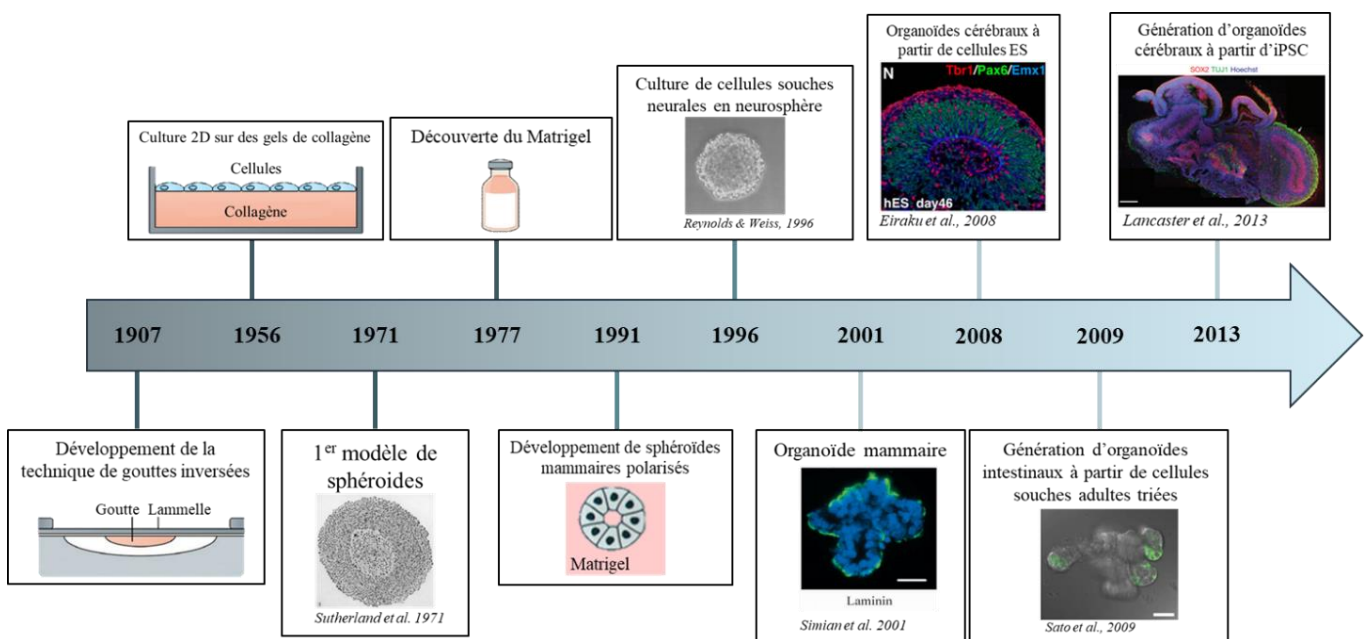 Culture 2D sur des gels de collagène
Cellules
Collagène
Découverte du Matrigel
Culture de cellules souches
neurales en neurosphère
Reynolds & Weiss, 1996
Organoïdes cérébraux à
partir de cellules ES
N
Tbr1/Pax6/Emx1
hES day46
Eiraku et al., 2008
Génération d’organoïdes
cérébraux à partir d’iPSC
SOX2 TUJ1 Hoechst
Lancaster et al., 2013
1907 1956 1971 1977 1991 1996 2001 2008 2009 2013
Développement de la
technique de gouttes inversées
Goutte Lammelle
1er modèle de
sphéroides
Sutherland et al. 1971
Développement de sphéroïdes
mammaires polarisés
Matrigel
Organoïde mammaire
Laminin
Simian et al. 2001
Génération d’organoïdes
intestinaux à partir de cellules
souches adultes triées
Sato et al., 2009